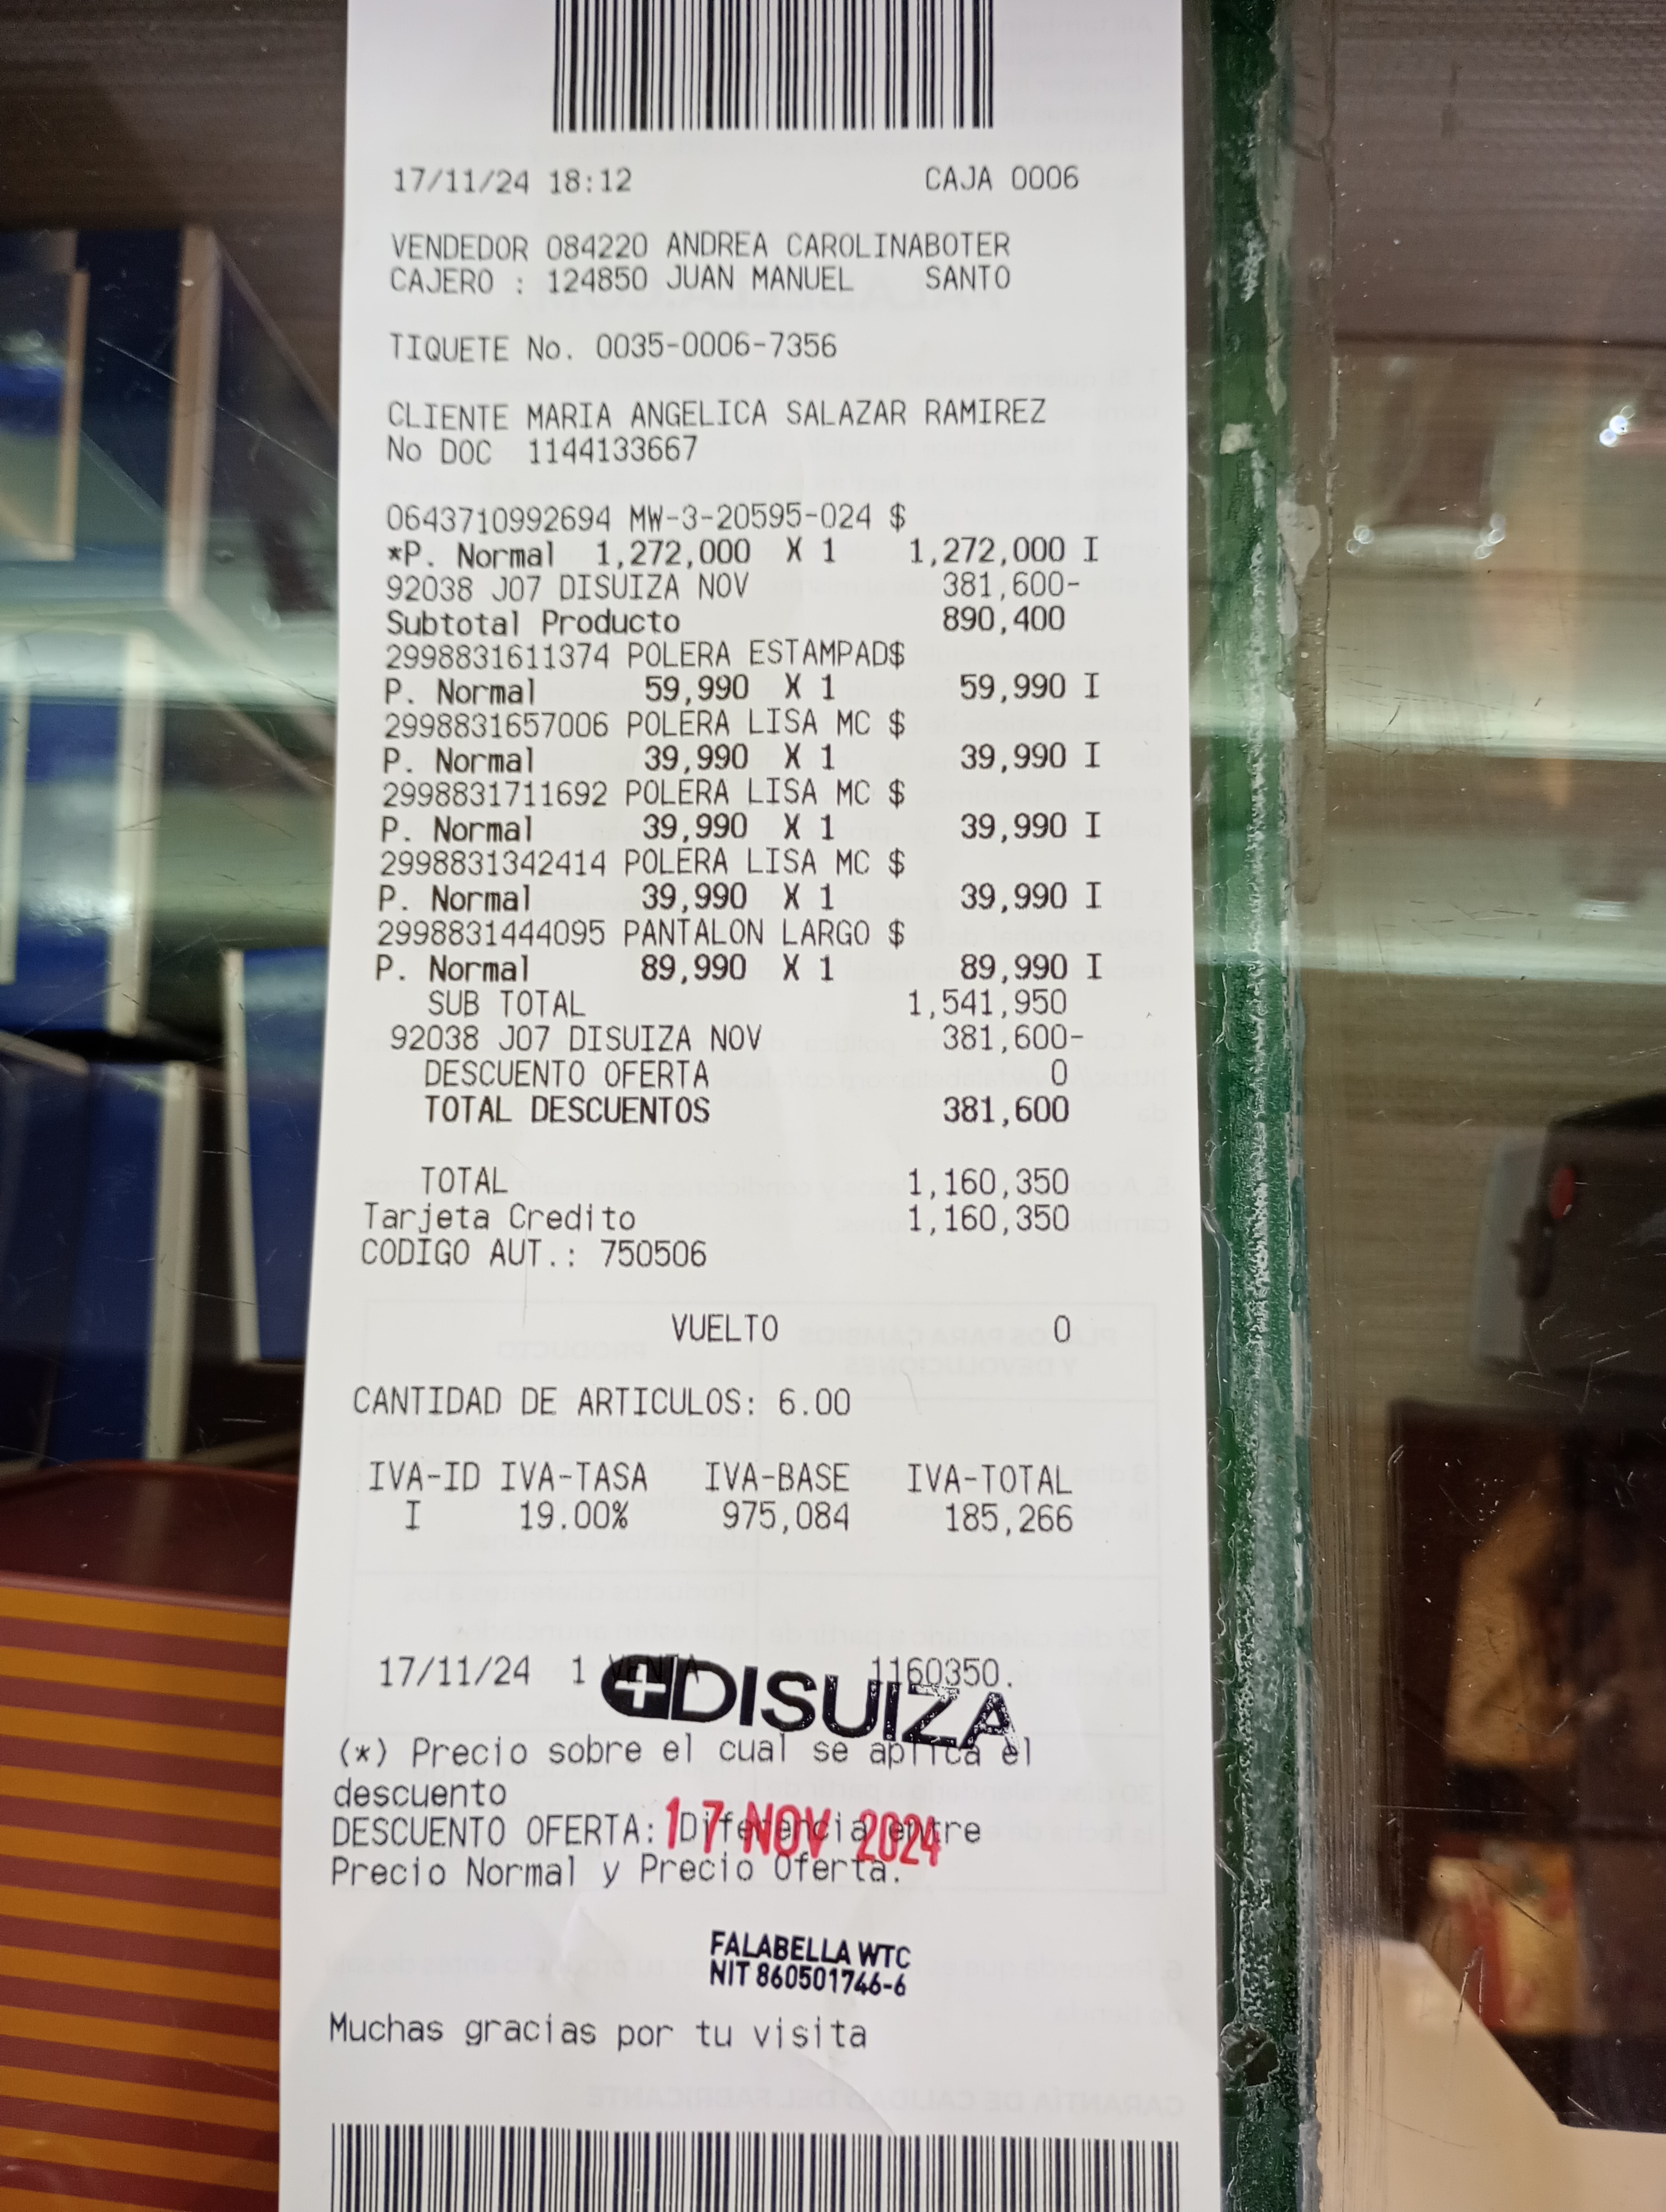 17/11/24 18:12 CAJA 0006
VENDEDOR 084220 ANDREA CAROLINABOTER
CAJERO : 124850 JUAN MANUEL SANTO
TIQUETE No. 0035-0006-7356
CLIENTE MARIA ANGELICA SALAZAR RAMIREZ
No DOC 1144133667
0643710992694 MW-3-20595-024 $
*P. Normal 1,272,000 X 1 1,272,000 I
92038 J07 DISUIZA NOV 381,600-
Subtotal Producto 890,400
2998831611374 POLERA ESTAMPAD$
P. Normal 59,990 X 1 59,990 I
2998831657006 POLERA LISA MC $
P. Normal 39,990 X 1 39,990 I
2998831711692 POLERA LISA MC $
P. Normal 39,990 X 1 39,990 I
2998831342414 POLERA LISA MC $
P. Normal 39,990 X 1 39,990 I
2998831444095 PANTALON LARGO $
P. Normal 89,990 X 1 89,990 I
SUB TOTAL 1,541,950
92038 J07 DISUIZA NOV 381,600-
DESCUENTO OFERTA 0
TOTAL DESCUENTOS 381,600
TOTAL 1,160,350
Tarjeta Credito 1,160,350
CODIGO AUT.: 750506
VUELTO 0
CANTIDAD DE ARTICULOS: 6.00
IVA-ID IVA-TASA IVA-BASE IVA-TOTAL
I 19.00% 975,084 185,266
17/11/24 1 VENTA 1160350.
DISUIZA
(*) Precio sobre el cual se aplica el
descuento
DESCUENTO OFERTA: Diferencia entre
17 NOV 2024
Precio Normal y Precio Oferta.
FALABELLA WTC
NIT 860501746-6
Muchas gracias por tu visita